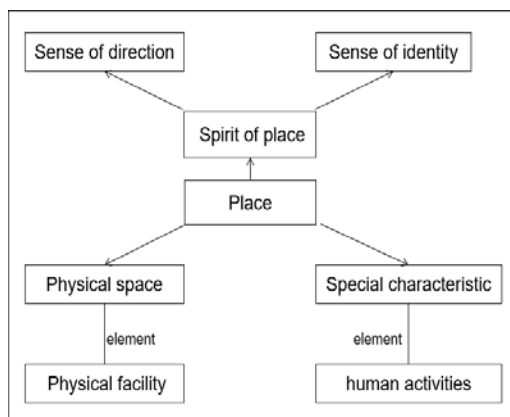 Sense of direction
Sense of identity
Spirit of place
Place
Physical space
Special characteristic
element
element
Physical facility
human activities